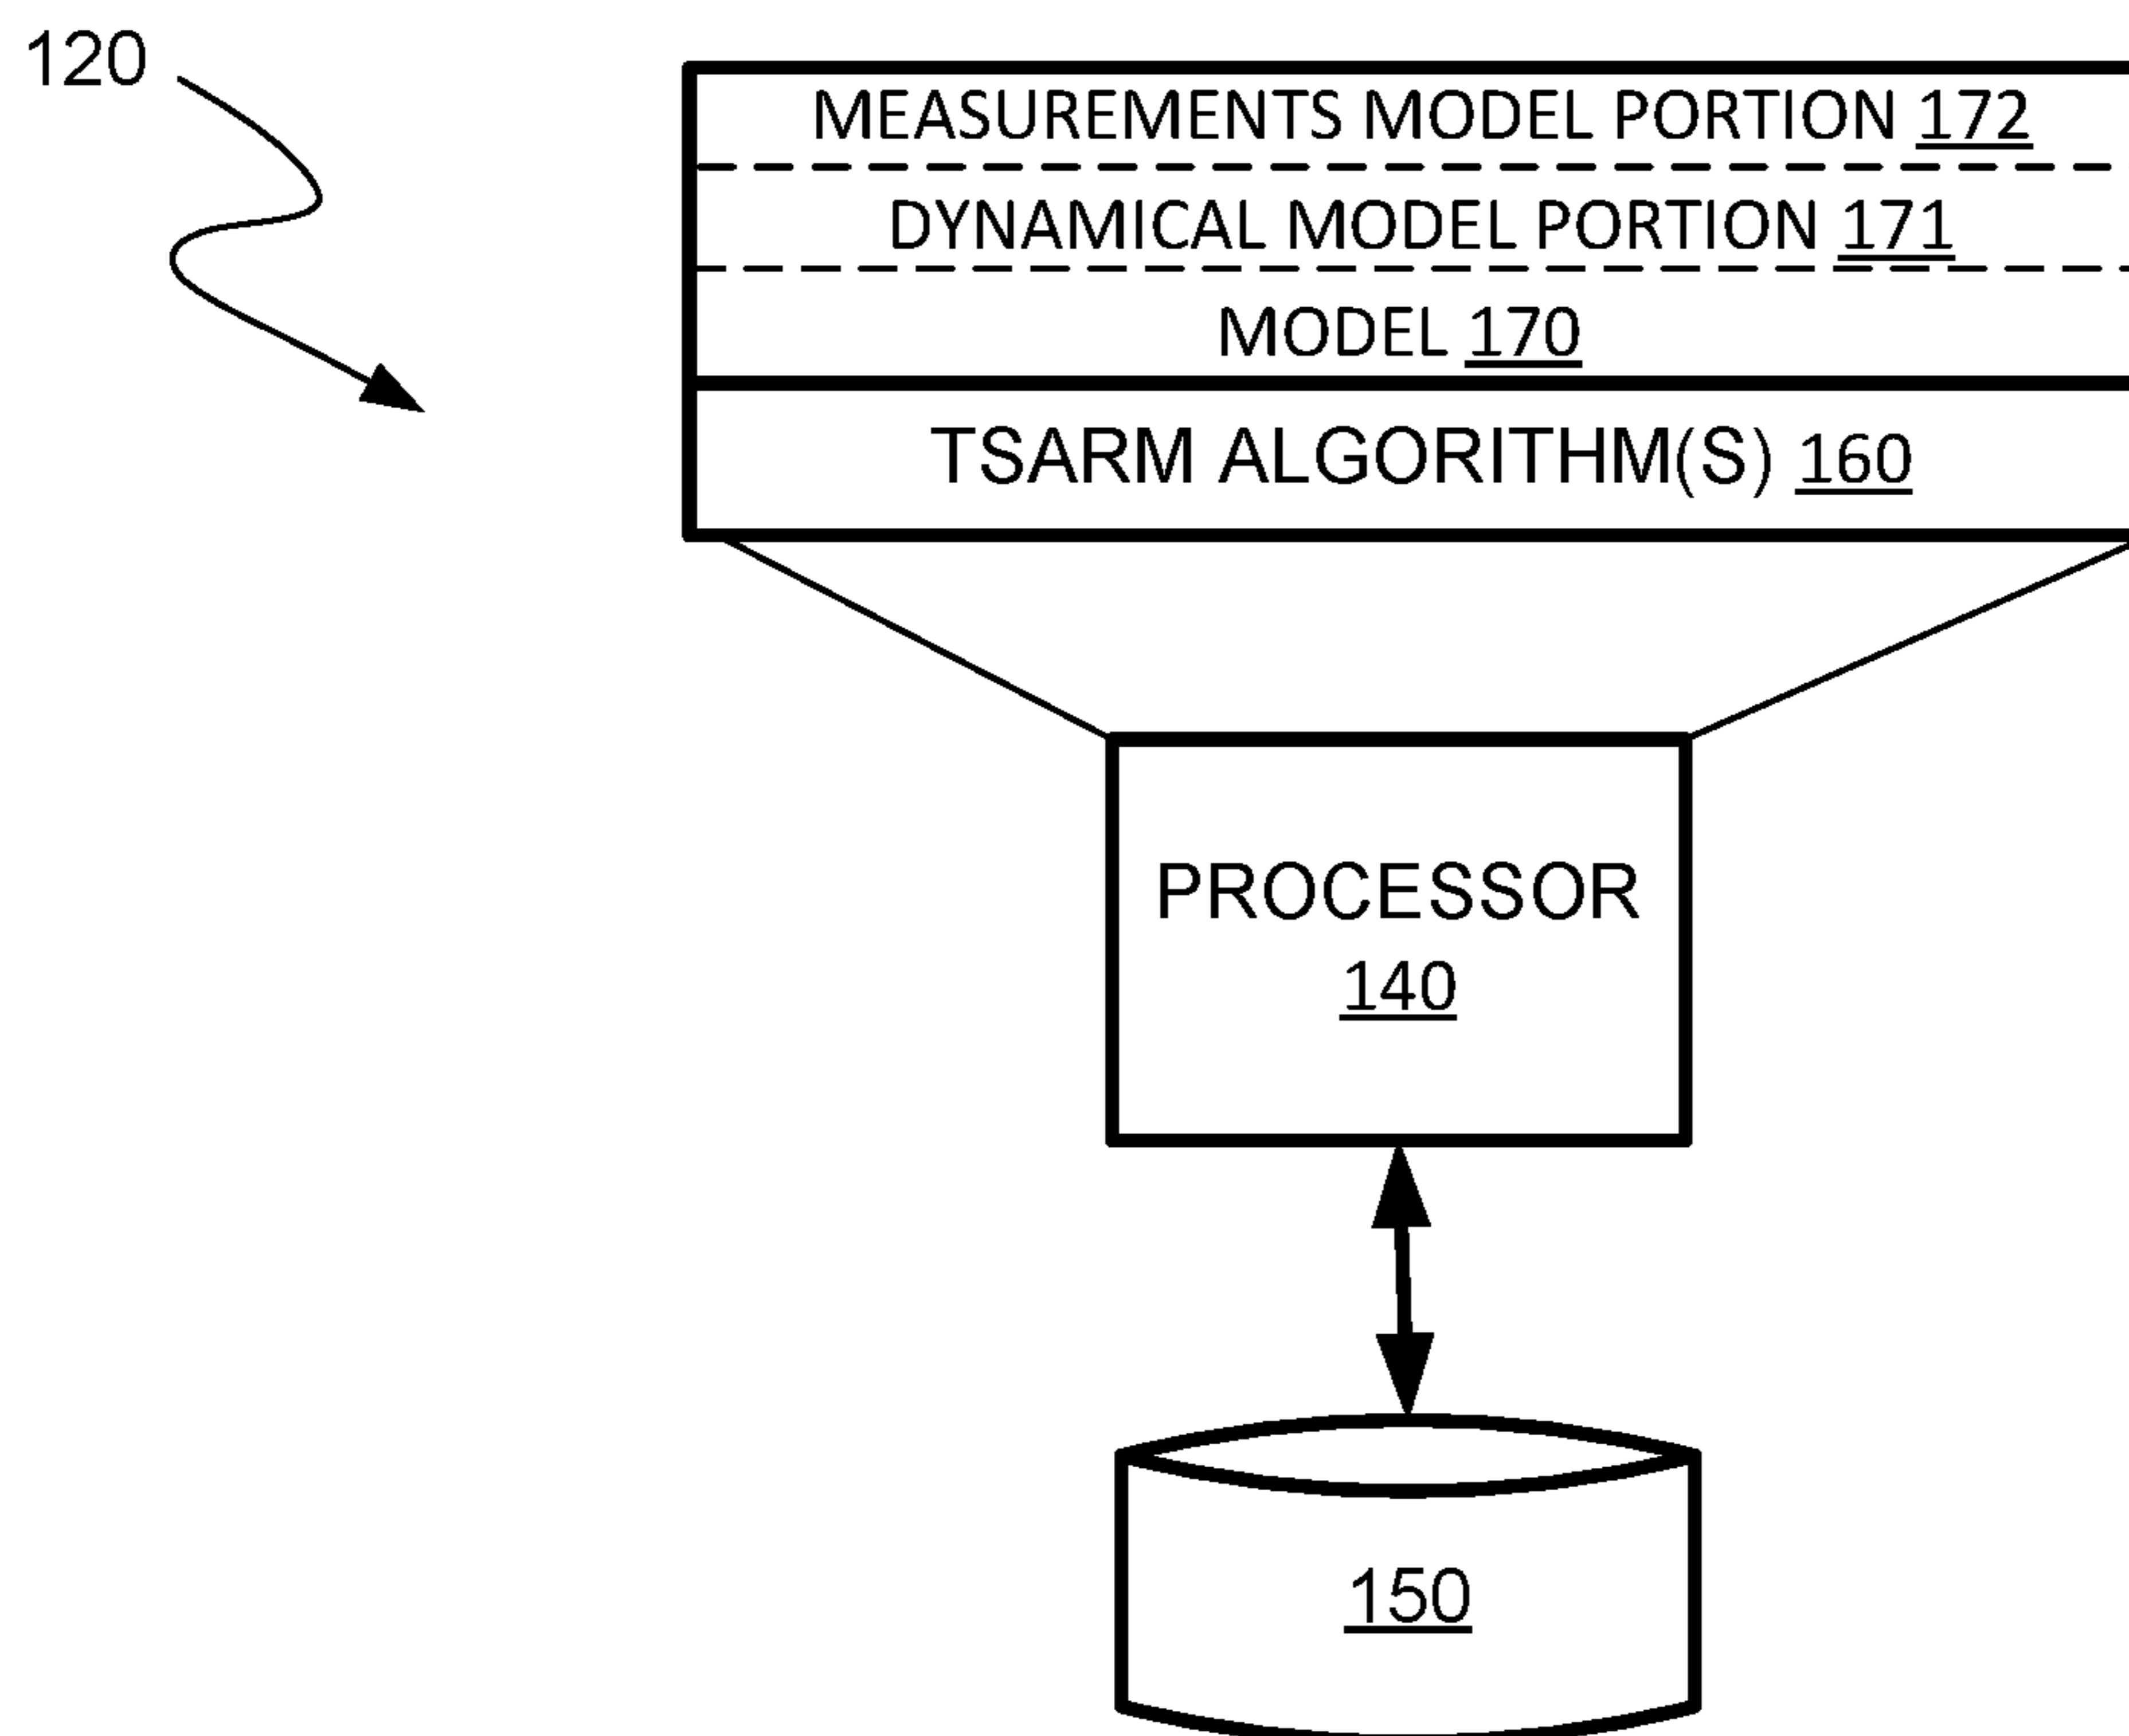 120
MEASUREMENTS MODEL PORTION 172
DYNAMICAL MODEL PORTION 171
MODEL 170
TSARM ALGORITHM(S) 160
PROCESSOR
140
150